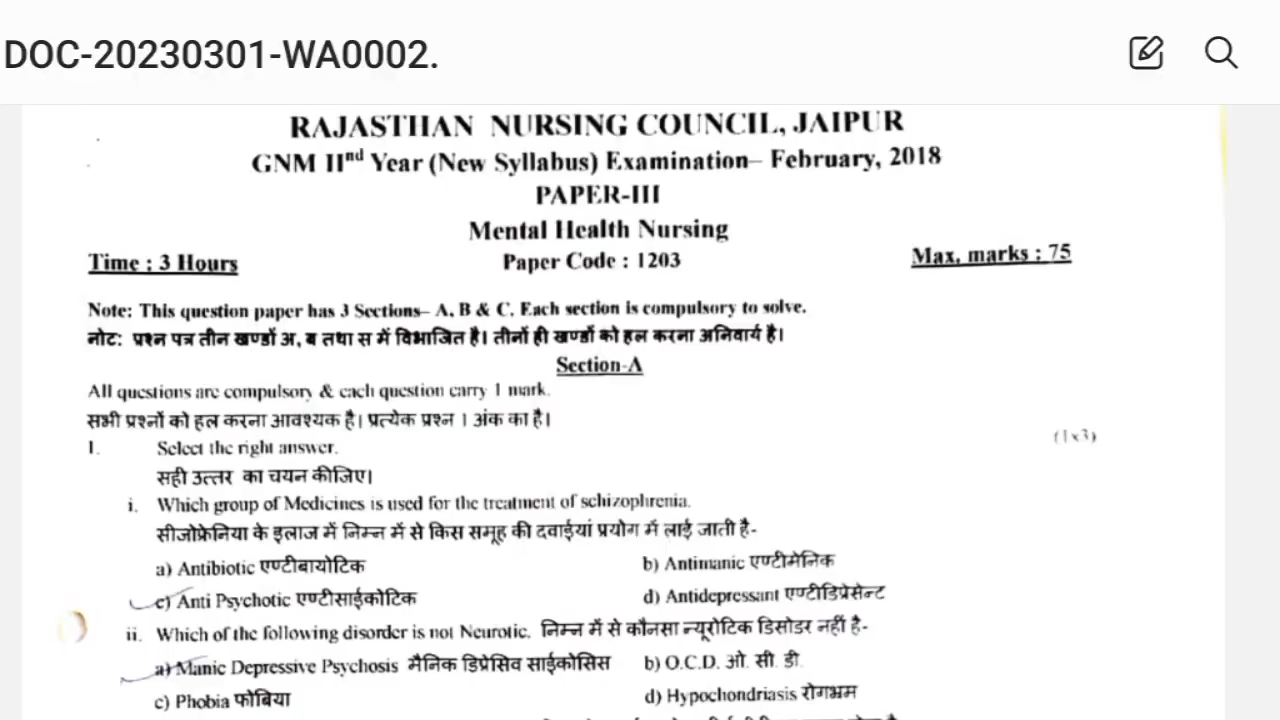 DOC-20230301-WA0002.
RAJASTHAN NURSING COUNCIL, JAIPUR
GNM IInd Year (New Syllabus) Examination– February, 2018
PAPER-III
Mental Health Nursing
Time : 3 Hours Paper Code : 1203 Max. marks : 75
Note: This question paper has 3 Sections– A, B & C. Each section is compulsory to solve.
नोट: प्रश्न पत्र तीन खण्डों अ, ब तथा स में विभाजित है। तीनों ही खण्डों को हल करना अनिवार्य है।
Section-A
All questions are compulsory & each question carry 1 mark.
सभी प्रश्नों को हल करना आवश्यक है। प्रत्येक प्रश्न 1 अंक का है।
1. Select the right answer. (1x3)
सही उत्तर का चयन कीजिए।
i. Which group of Medicines is used for the treatment of schizophrenia.
सीजोफ्रेनिया के इलाज में निम्न में से किस समूह की दवाईयां प्रयोग में लाई जाती है-
a) Antibiotic एण्टीबायोटिक b) Antimanic एण्टीमेनिक
c) Anti Psychotic एण्टीसाईकोटिक d) Antidepressant एण्टीडिप्रेसेन्ट
ii. Which of the following disorder is not Neurotic. निम्न में से कौनसा न्यूरोटिक डिसोडर नहीं है-
a) Manic Depressive Psychosis मैनिक डिप्रेसिव साईकोसिस b) O.C.D. ओ. सी. डी.
c) Phobia फोबिया d) Hypochondriasis रोगभ्रम